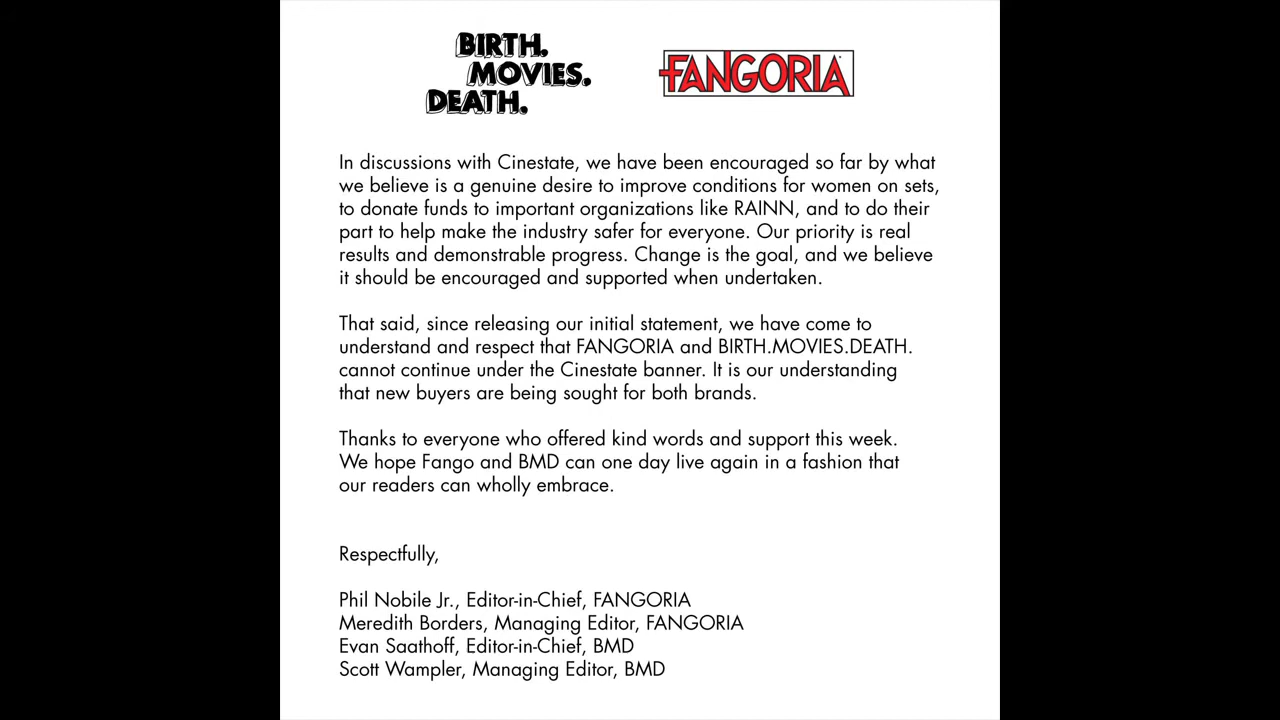 BIRTH.
MOVIES.
DEATH.
FANGORIA
In discussions with Cinestate, we have been encouraged so far by what
we believe is a genuine desire to improve conditions for women on sets,
to donate funds to important organizations like RAINN, and to do their
part to help make the industry safer for everyone. Our priority is real
results and demonstrable progress. Change is the goal, and we believe
it should be encouraged and supported when undertaken.
That said, since releasing our initial statement, we have come to
understand and respect that FANGORIA and BIRTH.MOVIES.DEATH.
cannot continue under the Cinestate banner. It is our understanding
that new buyers are being sought for both brands.
Thanks to everyone who offered kind words and support this week.
We hope Fango and BMD can one day live again in a fashion that
our readers can wholly embrace.
Respectfully,
Phil Nobile Jr., Editor-in-Chief, FANGORIA
Meredith Borders, Managing Editor, FANGORIA
Evan Saathoff, Editor-in-Chief, BMD
Scott Wampler, Managing Editor, BMD